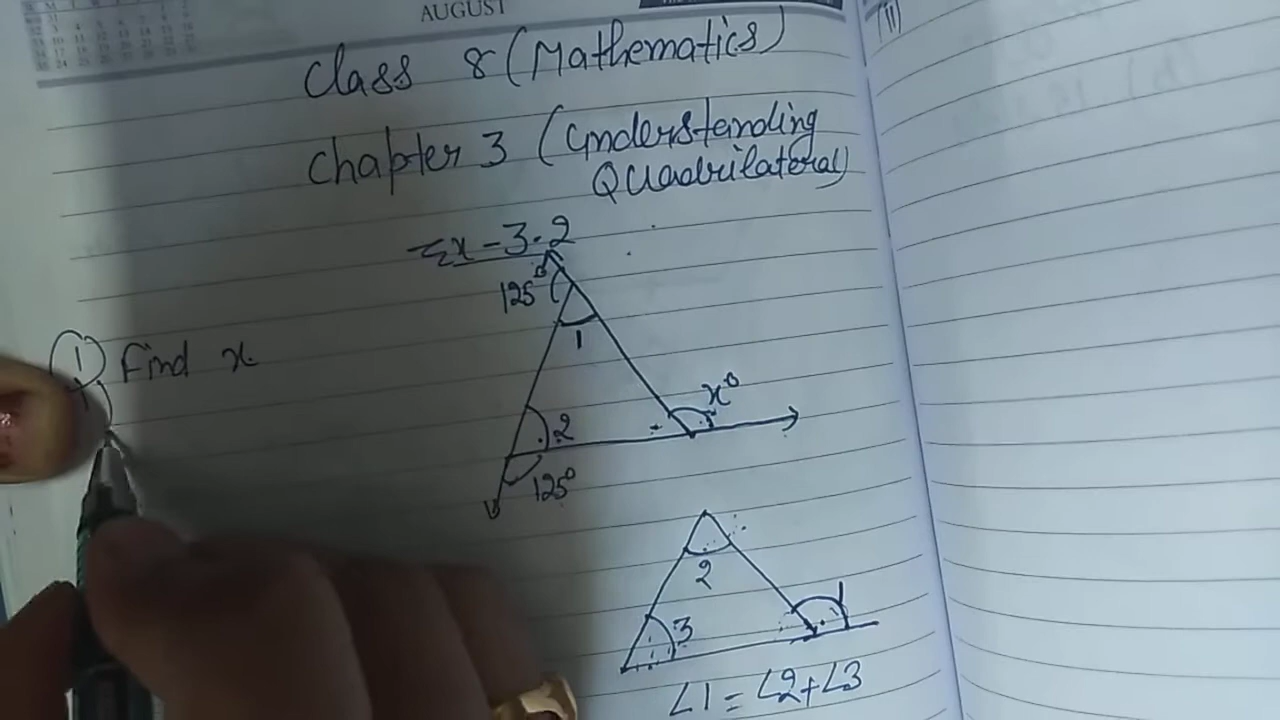 AUGUST
Class 8 (Mathematics)
Chapter 3 (Understanding
Quadrilateral)
Ex - 3.2
125°
1
① Find x
x°
2
125°
2
1
3
∠1 = ∠2+∠3
(ii)